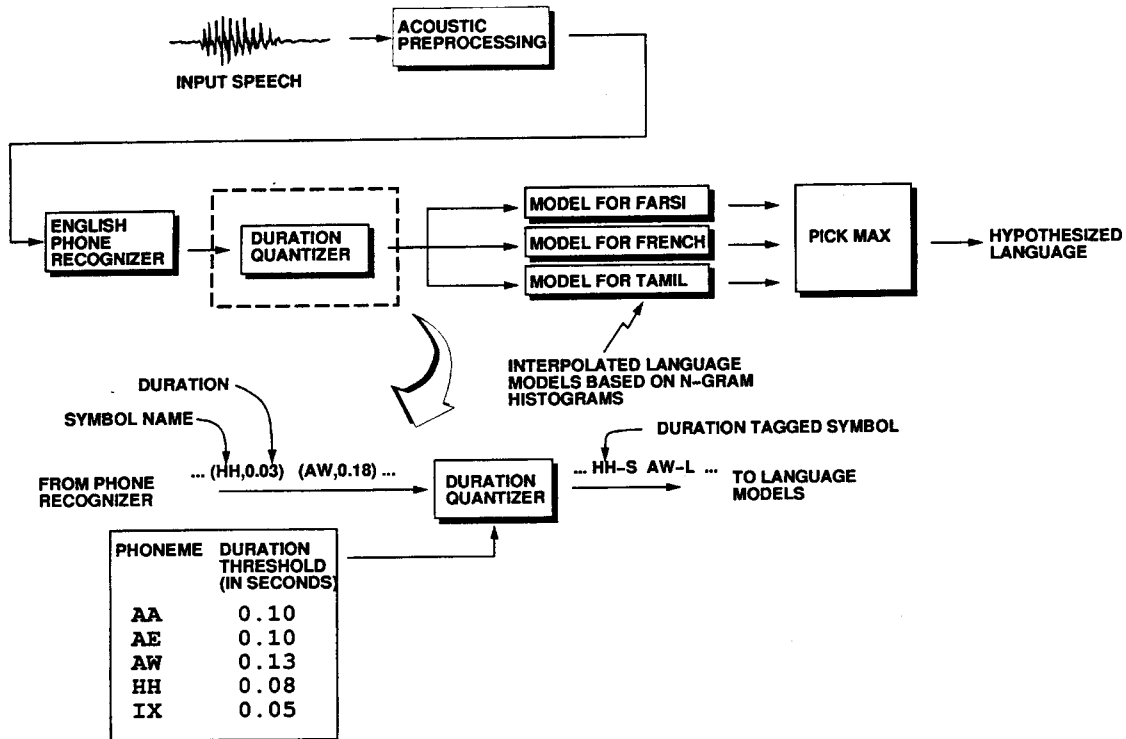 ACOUSTIC
PREPROCESSING
INPUT SPEECH
ENGLISH
PHONE
RECOGNIZER
DURATION
QUANTIZER
MODEL FOR FARSI
MODEL FOR FRENCH
MODEL FOR TAMIL
PICK MAX
HYPOTHESIZED
LANGUAGE
INTERPOLATED LANGUAGE
MODELS BASED ON N-GRAM
HISTOGRAMS
DURATION
SYMBOL NAME
... (HH,0.03) (AW,0.18) ...
FROM PHONE
RECOGNIZER
DURATION
QUANTIZER
DURATION TAGGED SYMBOL
... HH-S AW-L ...
TO LANGUAGE
MODELS
PHONEME DURATION
THRESHOLD
(IN SECONDS)
AA 0.10
AE 0.10
AW 0.13
HH 0.08
IX 0.05